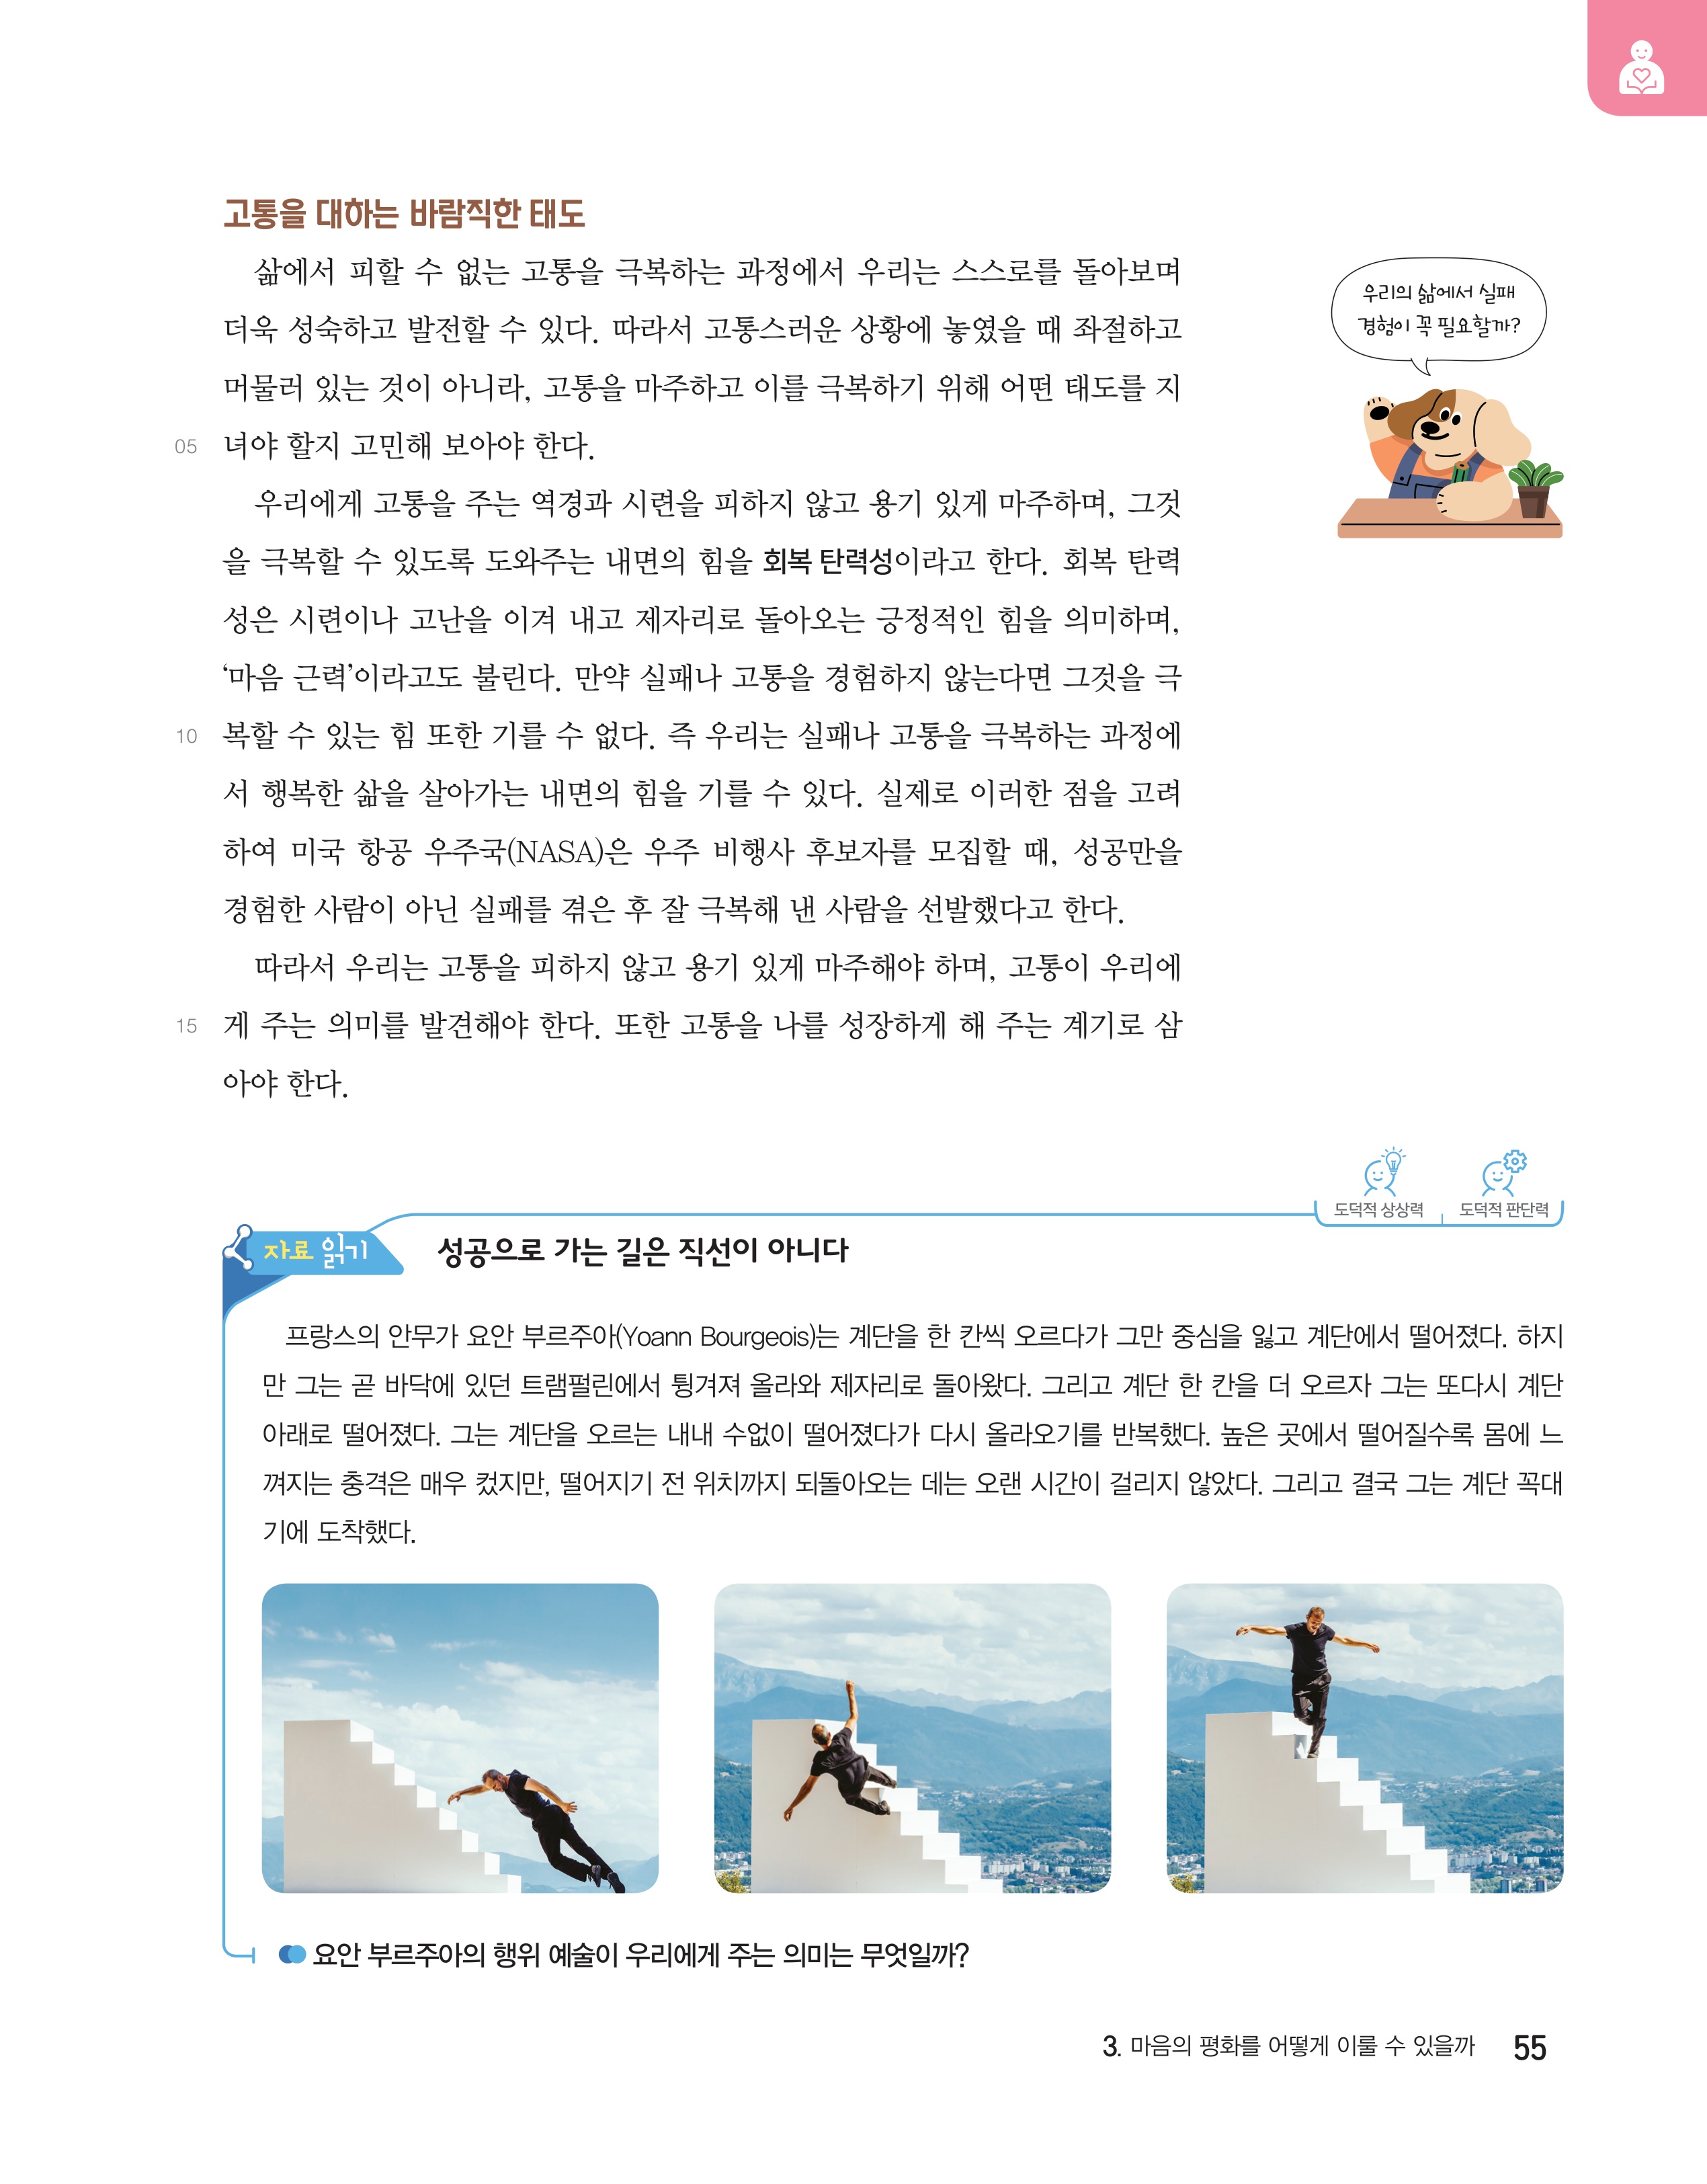 고통을 대하는 바람직한 태도
삶에서 피할 수 없는 고통을 극복하는 과정에서 우리는 스스로를 돌아보며
더욱 성숙하고 발전할 수 있다. 따라서 고통스러운 상황에 놓였을 때 좌절하고
머물러 있는 것이 아니라, 고통을 마주하고 이를 극복하기 위해 어떤 태도를 지
05 녀야 할지 고민해 보아야 한다.
우리에게 고통을 주는 역경과 시련을 피하지 않고 용기 있게 마주하며, 그것
을 극복할 수 있도록 도와주는 내면의 힘을 회복 탄력성이라고 한다. 회복 탄력
성은 시련이나 고난을 이겨 내고 제자리로 돌아오는 긍정적인 힘을 의미하며,
‘마음 근력’이라고도 불린다. 만약 실패나 고통을 경험하지 않는다면 그것을 극
10 복할 수 있는 힘 또한 기를 수 없다. 즉 우리는 실패나 고통을 극복하는 과정에
서 행복한 삶을 살아가는 내면의 힘을 기를 수 있다. 실제로 이러한 점을 고려
하여 미국 항공 우주국(NASA)은 우주 비행사 후보자를 모집할 때, 성공만을
경험한 사람이 아닌 실패를 겪은 후 잘 극복해 낸 사람을 선발했다고 한다.
따라서 우리는 고통을 피하지 않고 용기 있게 마주해야 하며, 고통이 우리에
15 게 주는 의미를 발견해야 한다. 또한 고통을 나를 성장하게 해 주는 계기로 삼
아야 한다.
우리의 삶에서 실패
경험이 꼭 필요할까?
도덕적 상상력
도덕적 판단력
자료 읽기
성공으로 가는 길은 직선이 아니다
프랑스의 안무가 요안 부르주아(Yoann Bourgeois)는 계단을 한 칸씩 오르다가 그만 중심을 잃고 계단에서 떨어졌다. 하지
만 그는 곧 바닥에 있던 트램펄린에서 튕겨져 올라와 제자리로 돌아왔다. 그리고 계단 한 칸을 더 오르자 그는 또다시 계단
아래로 떨어졌다. 그는 계단을 오르는 내내 수없이 떨어졌다가 다시 올라오기를 반복했다. 높은 곳에서 떨어질수록 몸에 느
껴지는 충격은 매우 컸지만, 떨어지기 전 위치까지 되돌아오는 데는 오랜 시간이 걸리지 않았다. 그리고 결국 그는 계단 꼭대
기에 도착했다.
요안 부르주아의 행위 예술이 우리에게 주는 의미는 무엇일까?
3. 마음의 평화를 어떻게 이룰 수 있을까 55